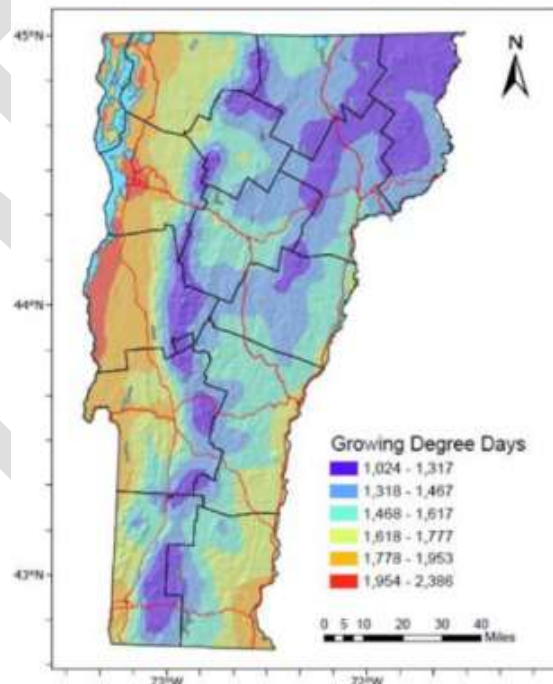 45°N
N
44°N
43°N
Growing Degree Days
1,024 - 1,317
1,318 - 1,467
1,468 - 1,617
1,618 - 1,777
1,778 - 1,953
1,954 - 2,386
0 5 10 20 30 40
Miles
73°W 72°W